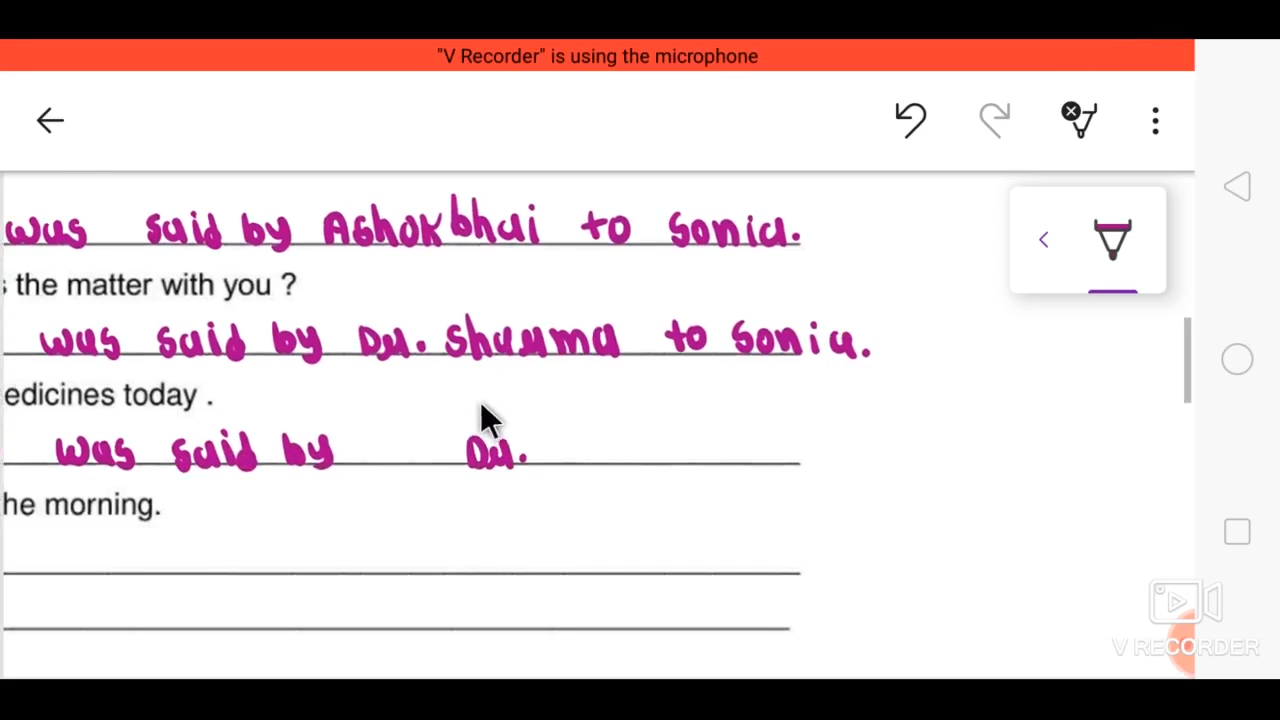 "V Recorder" is using the microphone
was said by Ashokbhai to Sonia.
the matter with you ?
was said by Dr. Sharma to Sonia.
edicines today .
was said by Dr.
he morning.
V RECORDER